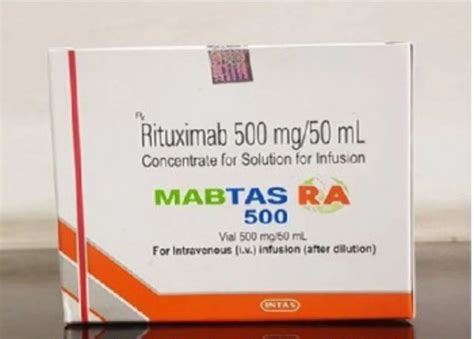 Rx
Rituximab 500 mg/50 mL
Concentrate for Solution for Infusion
MABTAS RA
500
Vial 500 mg/50 mL
For Intravenous (i.v.) infusion (after dilution)
INTAS